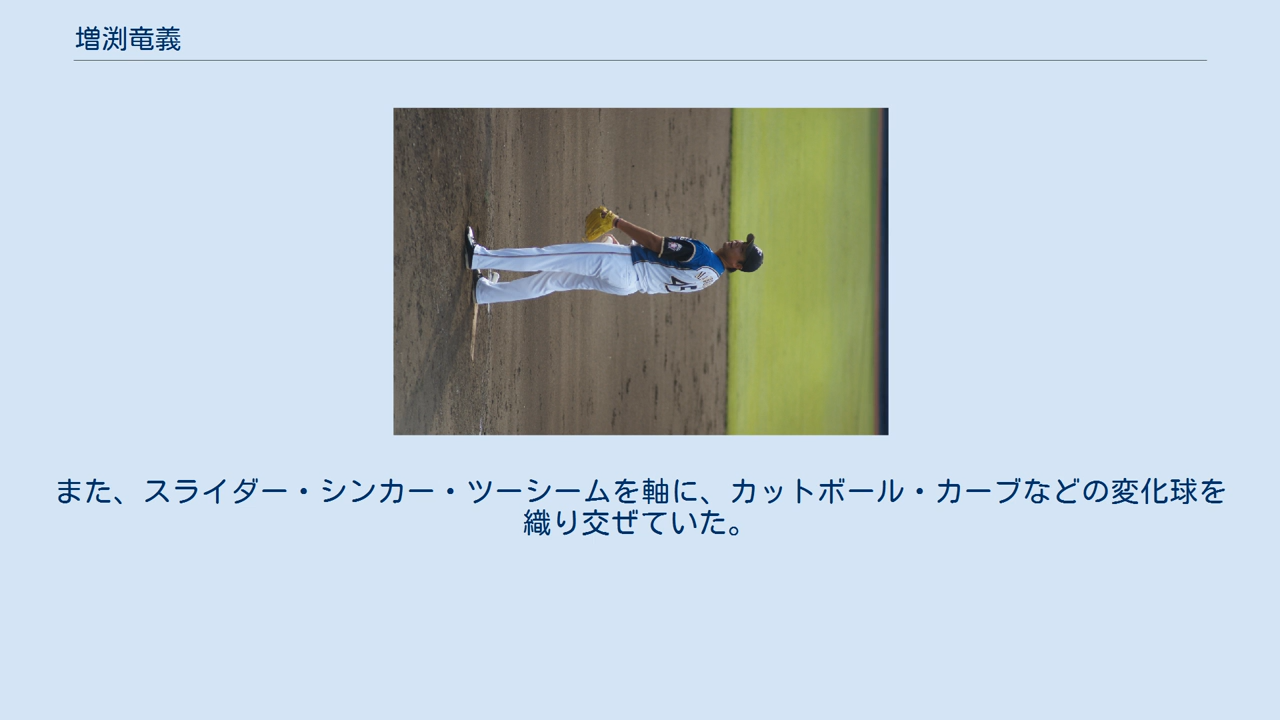 増渕竜義
また、スライダー・シンカー・ツーシームを軸に、カットボール・カーブなどの変化球を
織り交ぜていた。